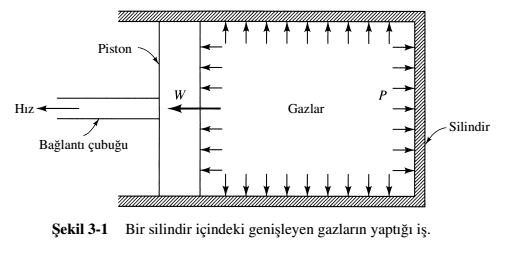 Piston
W
P
Hız
Gazlar
Silindir
Bağlantı çubuğu
Şekil 3-1 Bir silindir içindeki genişleyen gazların yaptığı iş.